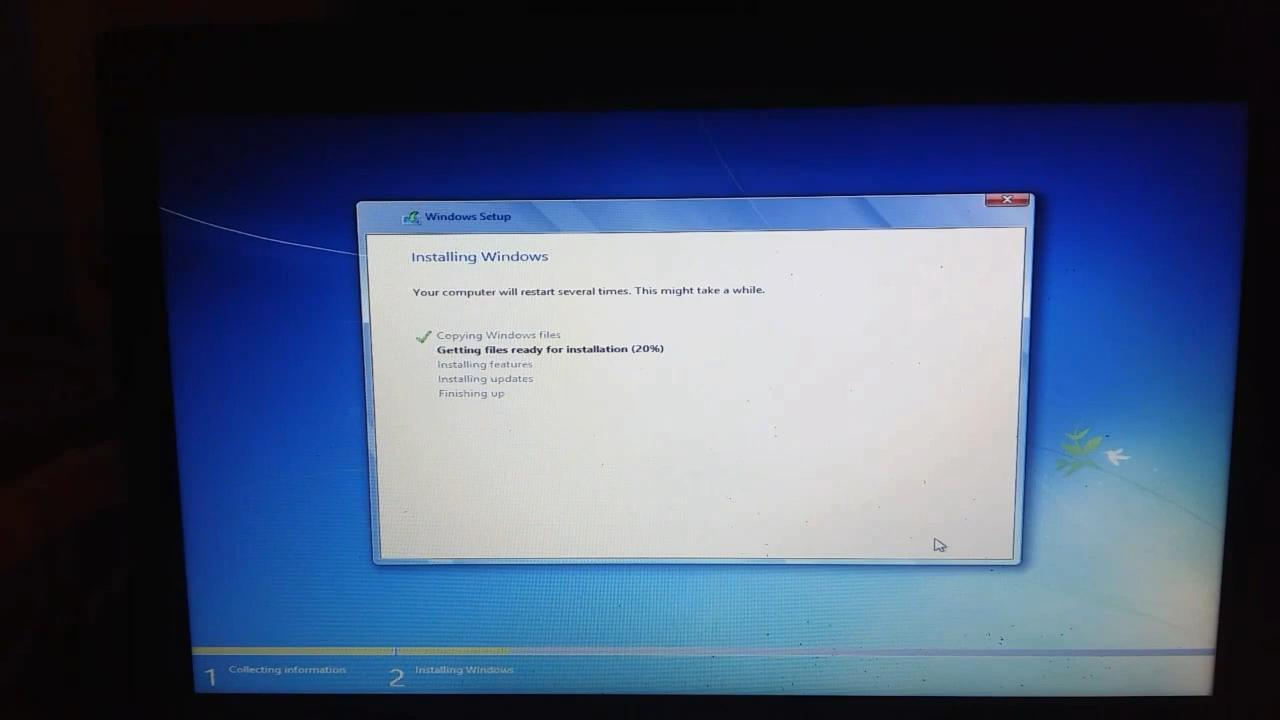 Windows Setup
Installing Windows
Your computer will restart several times. This might take a while.
Copying Windows files
Getting files ready for installation (20%)
Installing features
Installing updates
Finishing up
1 Collecting information
2 Installing Windows